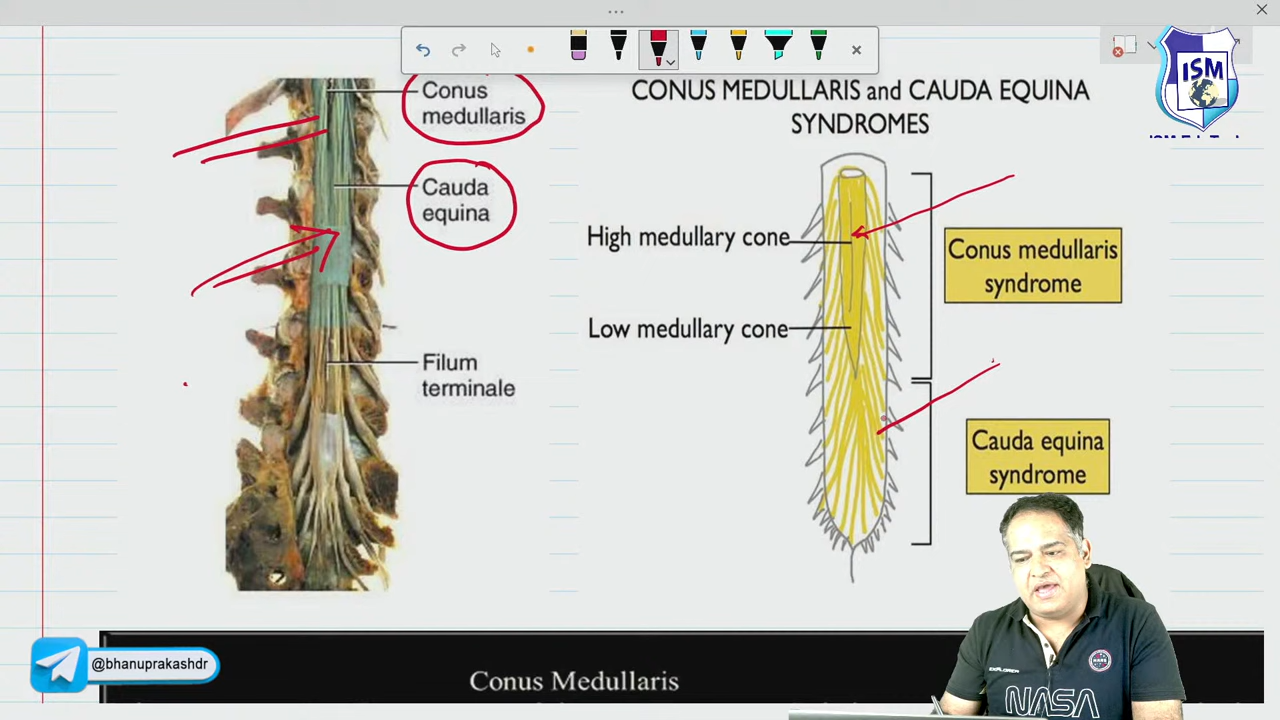 ISM
Conus
medullaris
Cauda
equina
Filum
terminale
CONUS MEDULLARIS and CAUDA EQUINA
SYNDROMES
High medullary cone
Low medullary cone
Conus medullaris
syndrome
Cauda equina
syndrome
EXPLORER
NASA
@bhanuprakashdr
Conus Medullaris